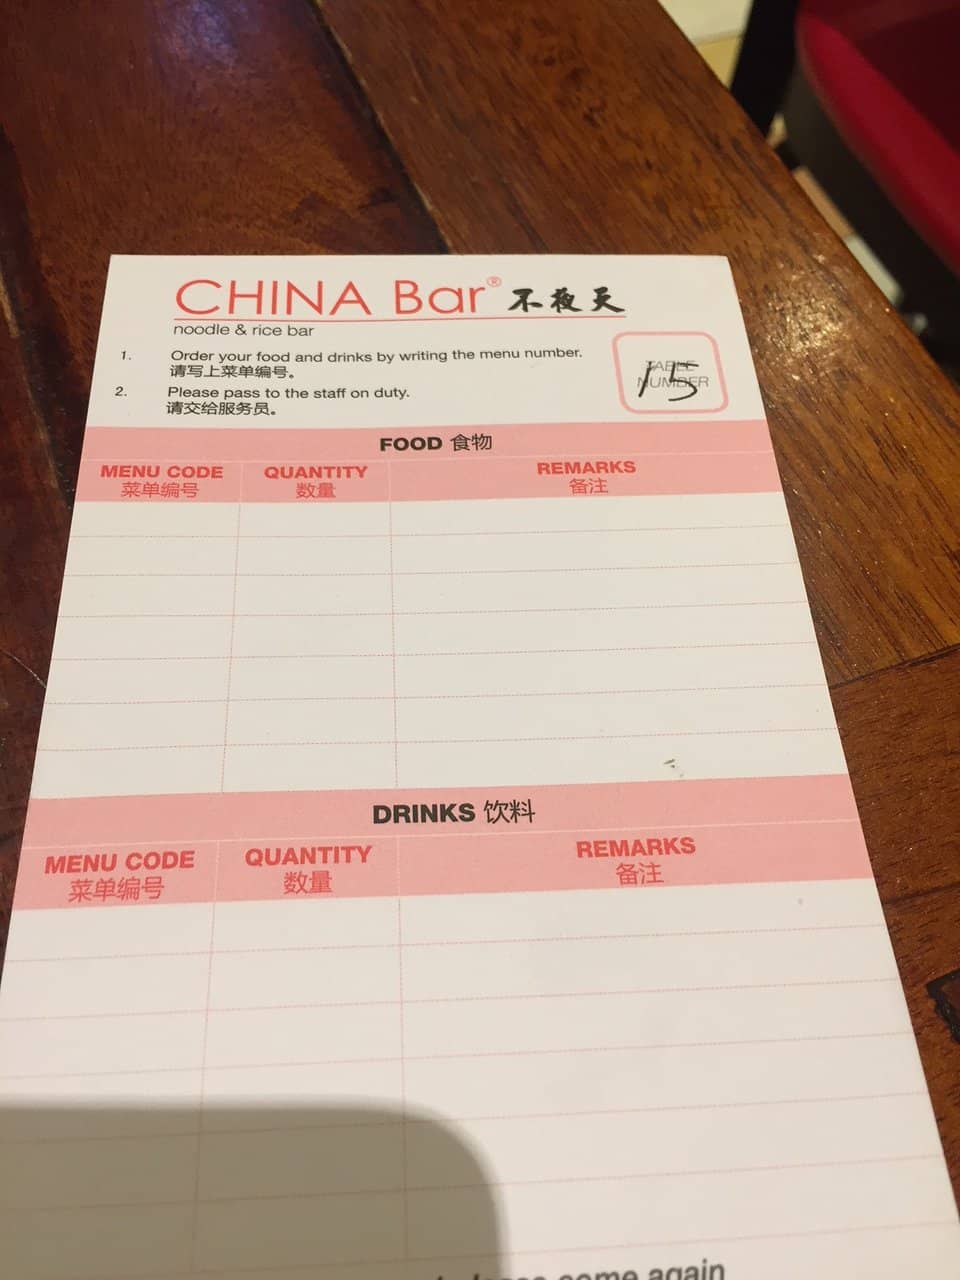 CHINA Bar® 不夜天
noodle & rice bar
1. Order your food and drinks by writing the menu number.
请写上菜单编号。
2. Please pass to the staff on duty.
请交给服务员。
TABLE
NUMBER
15
FOOD 食物
MENU CODE QUANTITY REMARKS
菜单编号 数量 备注
DRINKS 饮料
MENU CODE QUANTITY REMARKS
菜单编号 数量 备注
come again